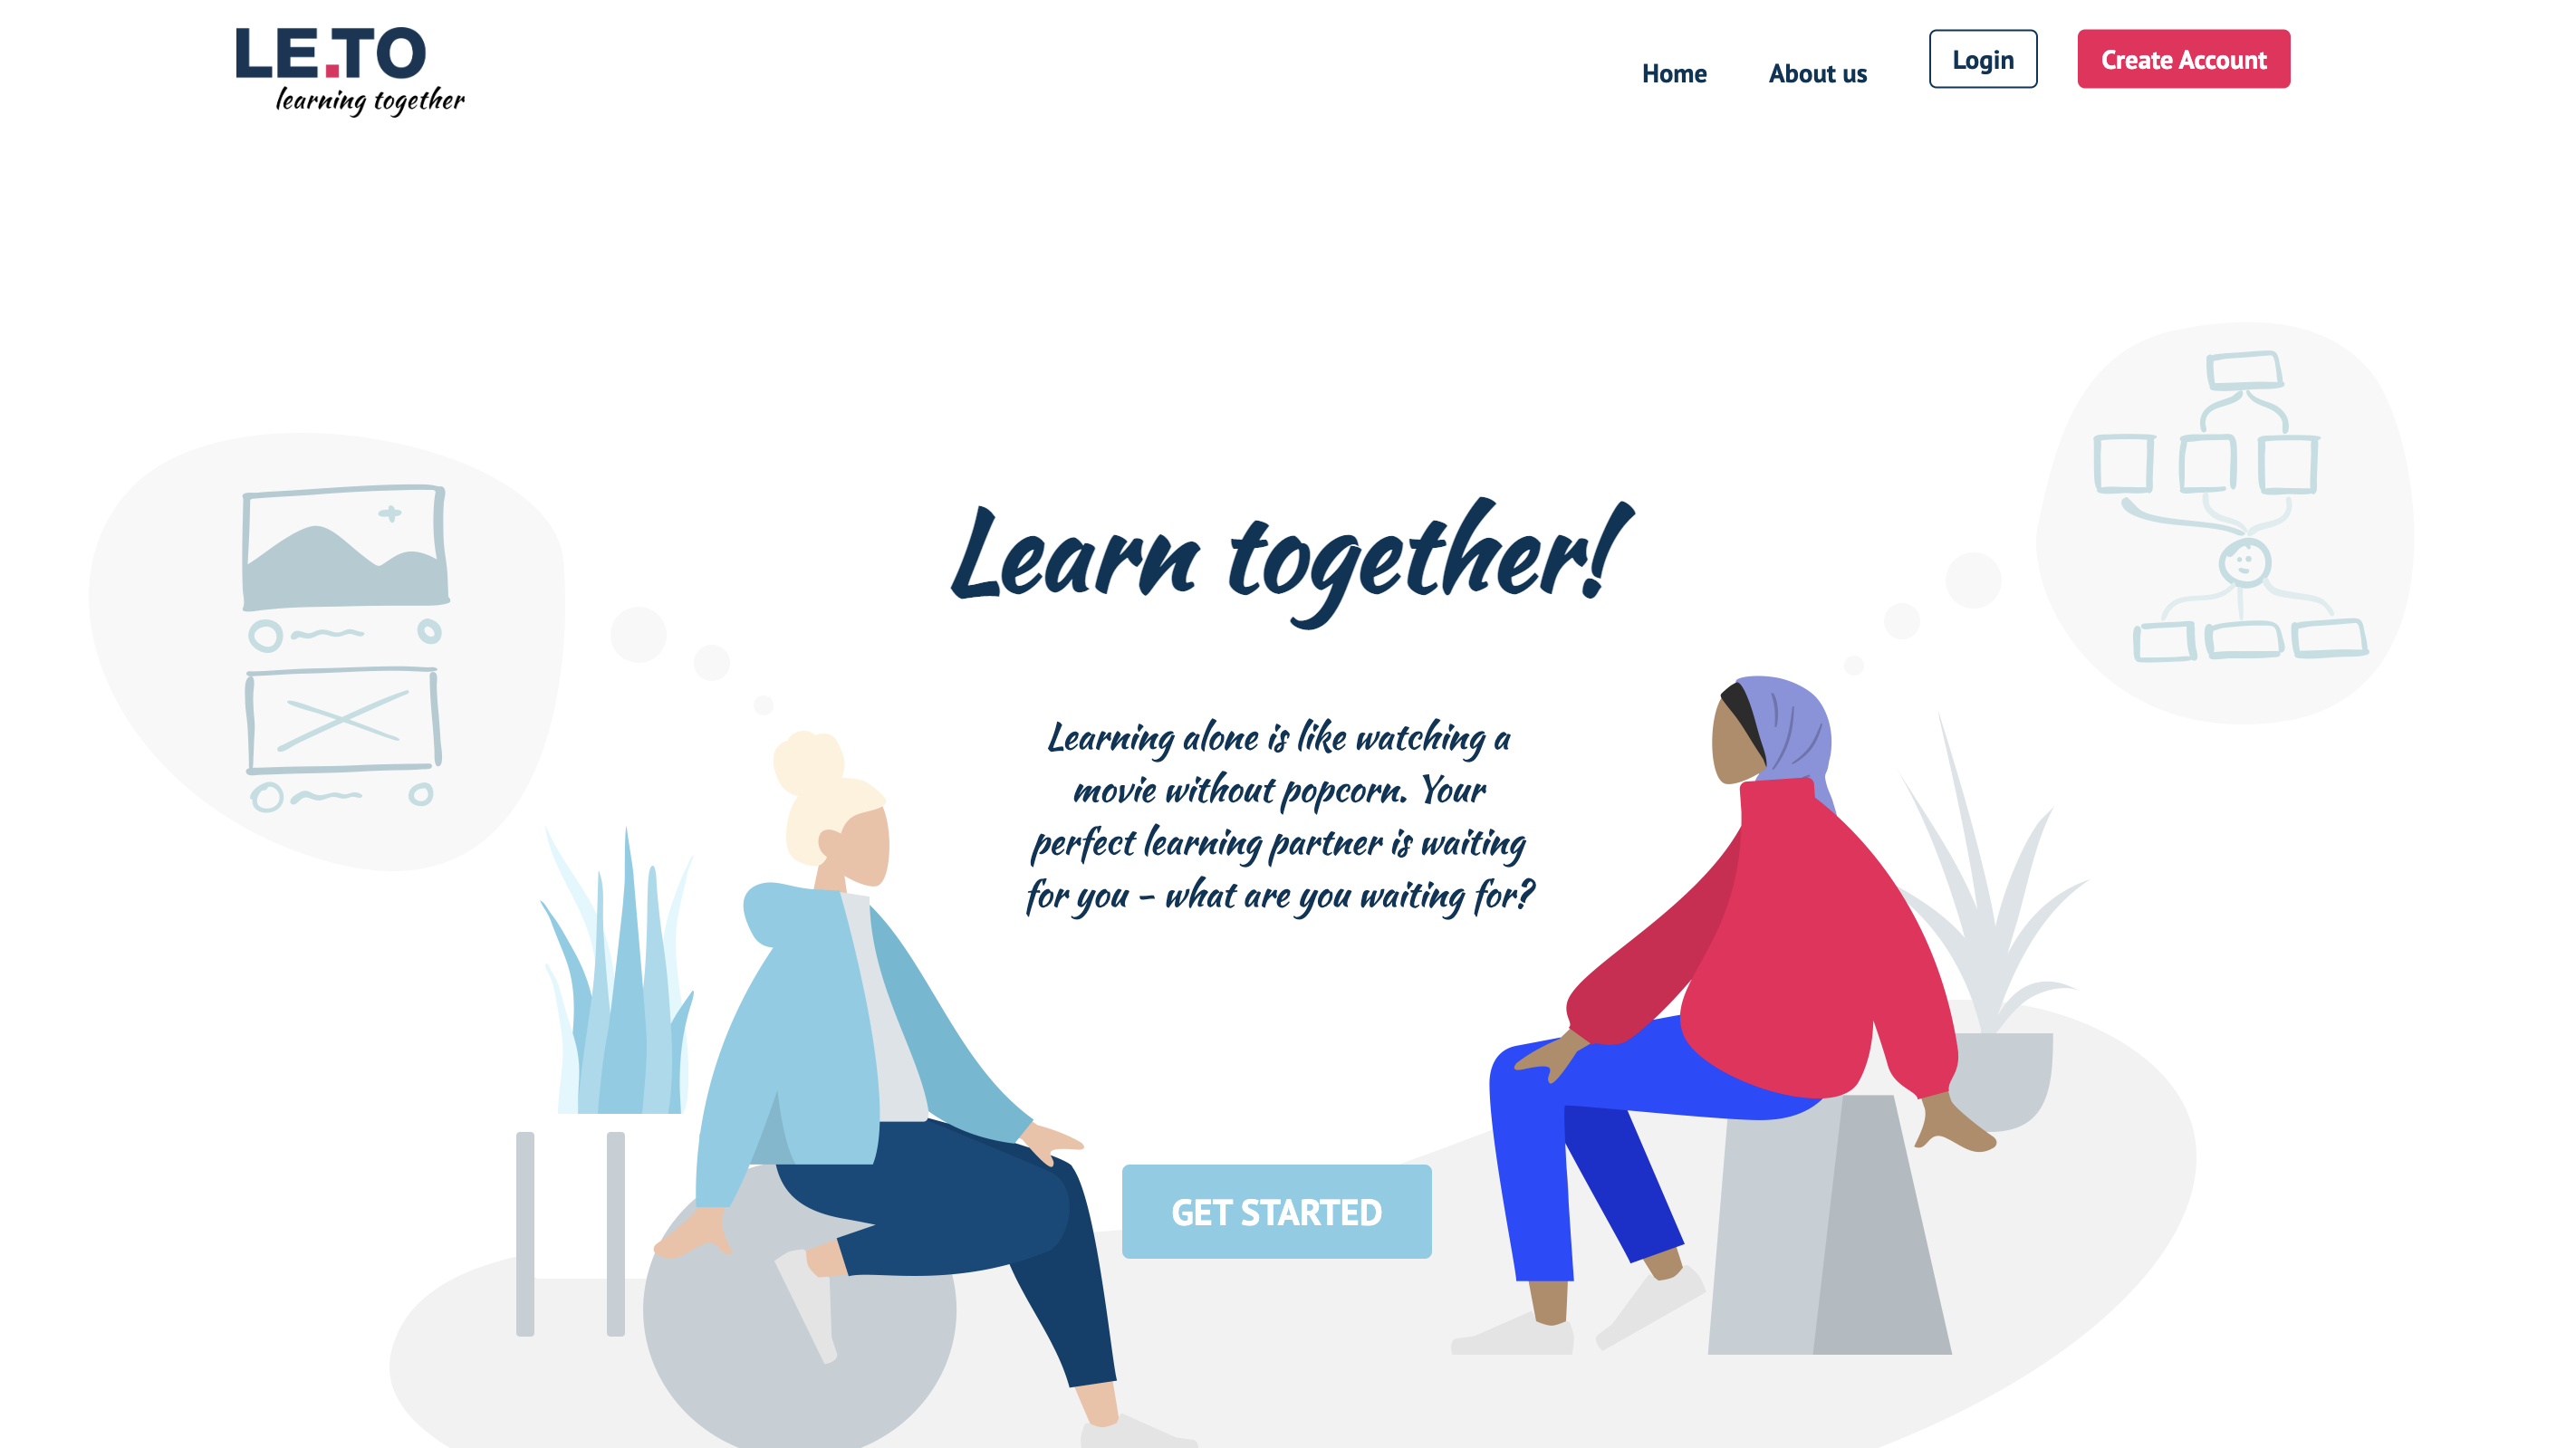 LE.TO
learning together
Home
About us
Login
Create Account
Learn together!
Learning alone is like watching a
movie without popcorn. Your
perfect learning partner is waiting
for you – what are you waiting for?
GET STARTED